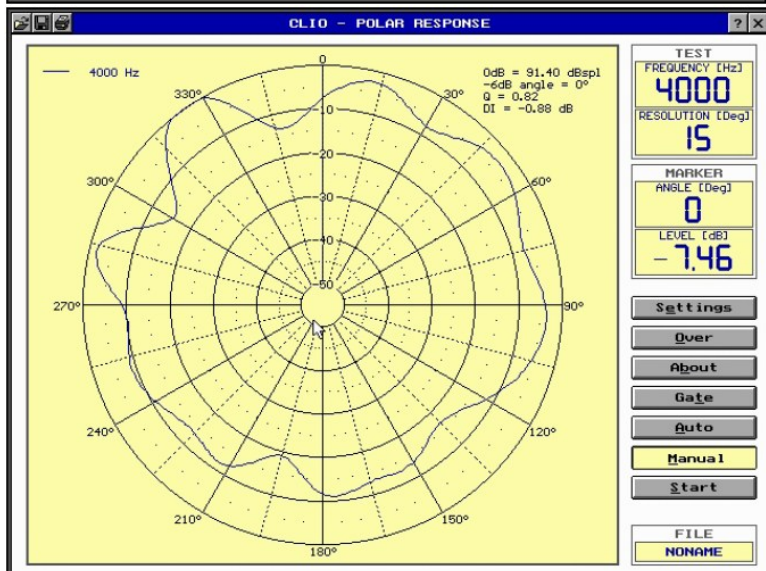 CLIO - POLAR RESPONSE
? X
4000 Hz
0dB = 91.40 dBspl
-6dB angle = 0°
Q = 0.82
DI = -0.88 dB
0
30°
60°
90°
120°
150°
180°
210°
240°
270°
300°
330°
-10
-20
-30
-40
-50
TEST
FREQUENCY [Hz]
4000
RESOLUTION [Deg]
15
MARKER
ANGLE [Deg]
0
LEVEL [dB]
-7.46
Settings
Over
About
Gate
Auto
Manual
Start
FILE
NONAME